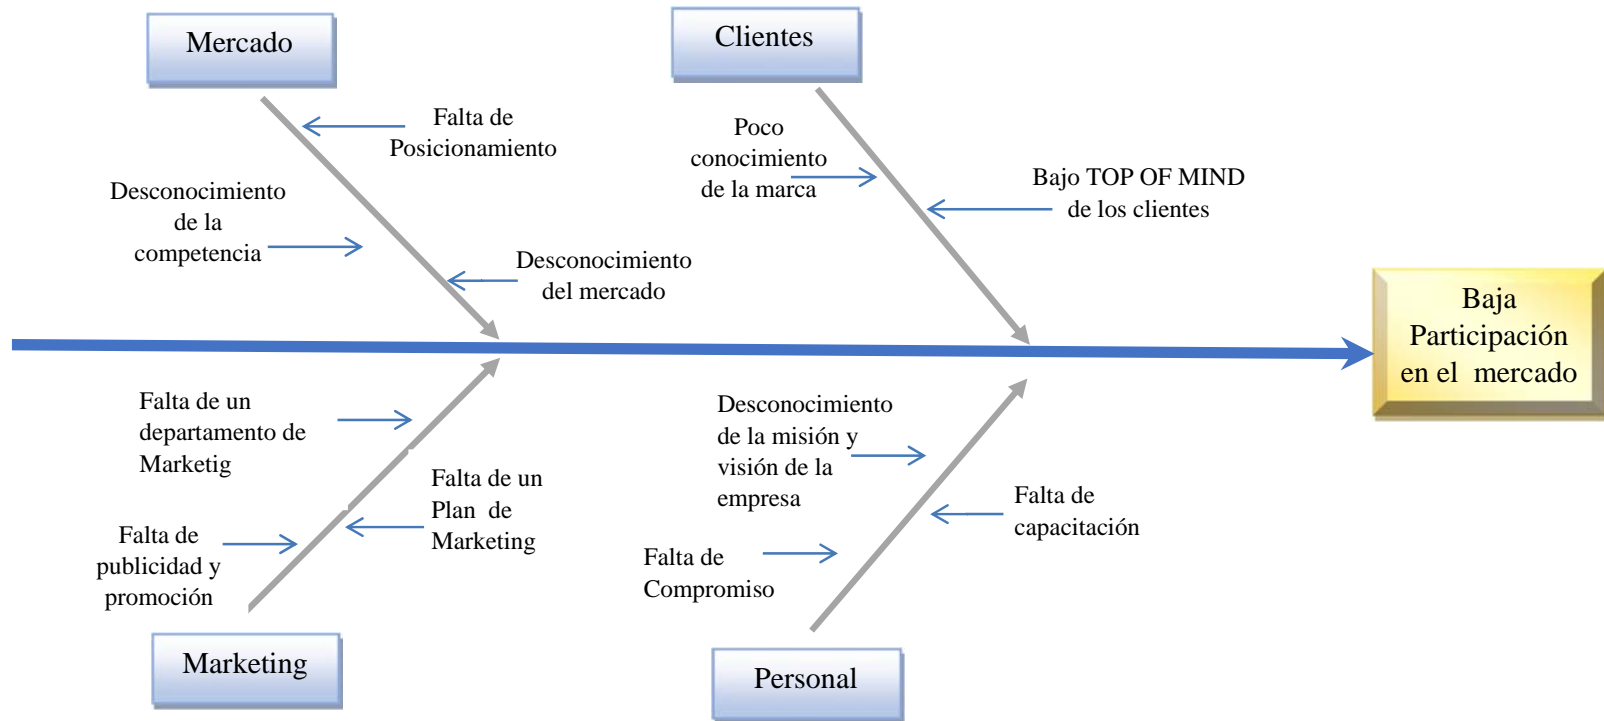 Mercado
Clientes
Falta de
Posicionamiento
Poco
conocimiento
de la marca
Bajo TOP OF MIND
de los clientes
Desconocimiento
de la
competencia
Desconocimiento
del mercado
Baja
Participación
en el mercado
Falta de un
departamento de
Marketig
Falta de un
Plan de
Marketing
Falta de
publicidad y
promoción
Desconocimiento
de la misión y
visión de la
empresa
Falta de
capacitación
Falta de
Compromiso
Marketing
Personal